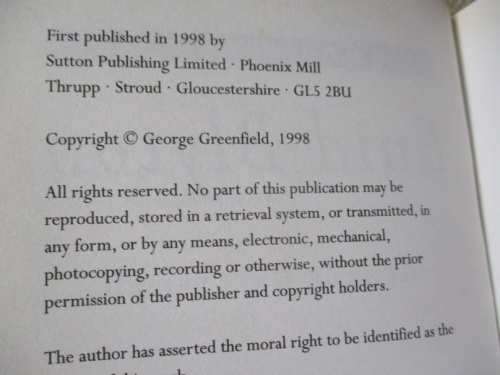 First published in 1998 by
Sutton Publishing Limited · Phoenix Mill
Thrupp · Stroud · Gloucestershire · GL5 2BU
Copyright © George Greenfield, 1998
All rights reserved. No part of this publication may be
reproduced, stored in a retrieval system, or transmitted, in
any form, or by any means, electronic, mechanical,
photocopying, recording or otherwise, without the prior
permission of the publisher and copyright holders.
The author has asserted the moral right to be identified as the